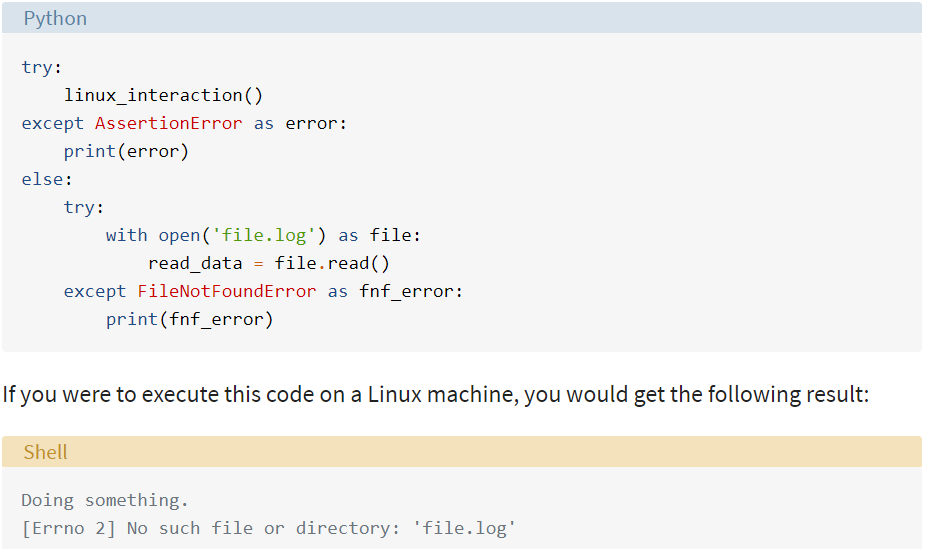 Python
try:
    linux_interaction()
except AssertionError as error:
    print(error)
else:
    try:
        with open('file.log') as file:
            read_data = file.read()
    except FileNotFoundError as fnf_error:
        print(fnf_error)
If you were to execute this code on a Linux machine, you would get the following result:
Shell
Doing something.
[Errno 2] No such file or directory: 'file.log'